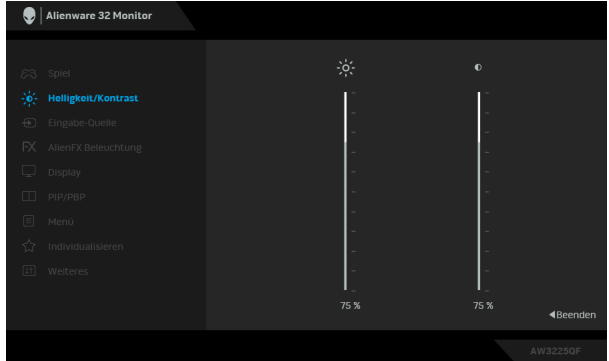 Alienware 32 Monitor
Spiel
Helligkeit/Kontrast
Eingabe-Quelle
FX AlienFX Beleuchtung
Display
PIP/PBP
Menü
Individualisieren
Weiteres
75 % 75 %
Beenden
AW3225QF